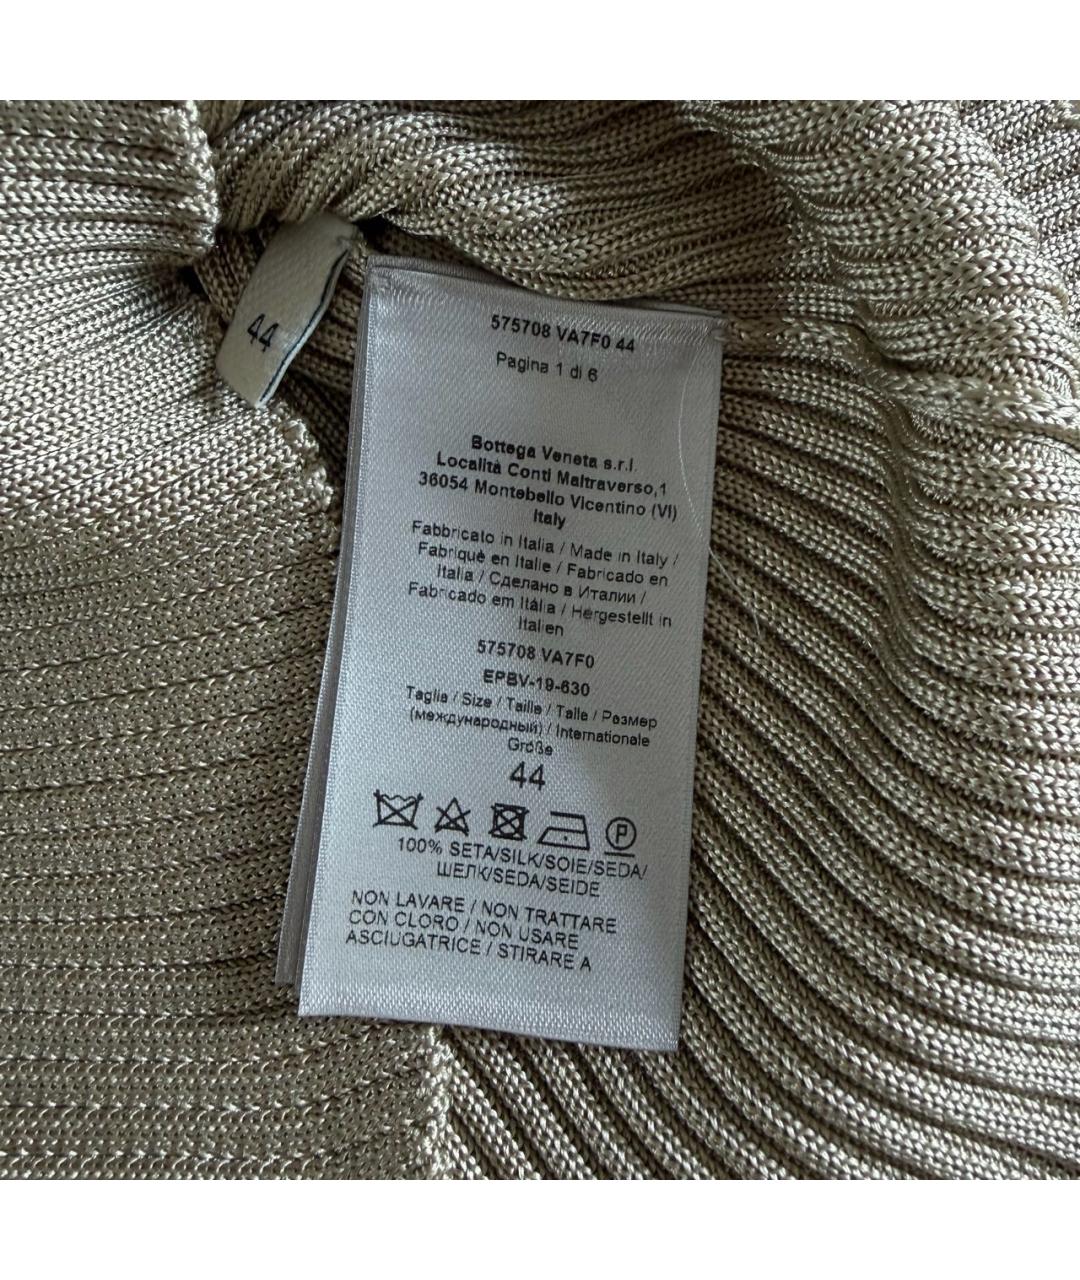 44
575708 VA7F0 44
Pagina 1 di 6
Bottega Veneta s.r.l.
Località Conti Maltraverso,1
36054 Montebello Vicentino (VI)
Italy
Fabbricato in Italia / Made in Italy /
Fabriquè en Italie / Fabricado en
Italia / Сделано в Италии /
Fabricado em Itália / Hergestellt in
Italien
575708 VA7F0
EPBV-19-630
Taglia / Size / Taille / Talle / Размер
(международный) / Internationale
Größe
44
P
100% SETA/SILK/SOIE/SEDA/
ШЕЛК/SEDA/SEIDE
NON LAVARE / NON TRATTARE
CON CLORO / NON USARE
ASCIUGATRICE / STIRARE A